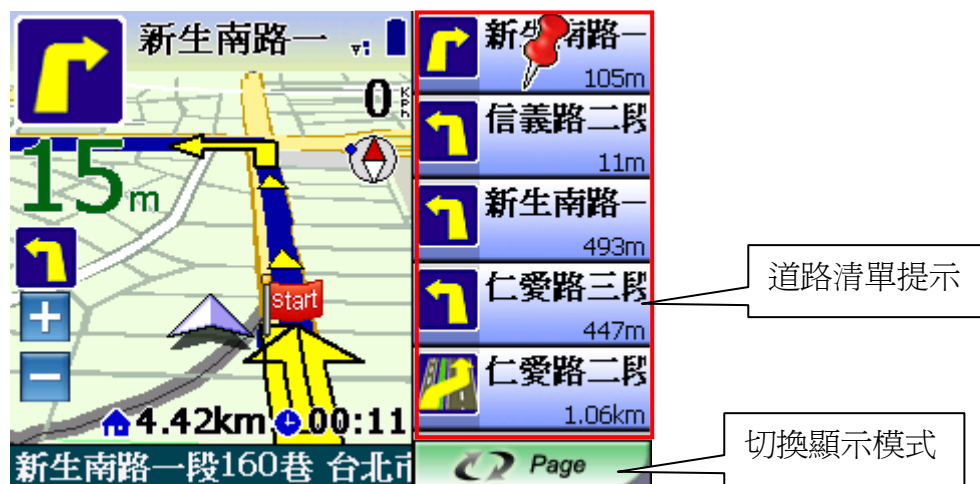 新生南路一
0
KPH
15m
Start
4.42km 00:11
新生南路一段160巷 台北市
新生南路一
105m
信義路二段
11m
新生南路一
493m
仁愛路三段
447m
仁愛路二段
1.06km
Page
道路清單提示
切換顯示模式